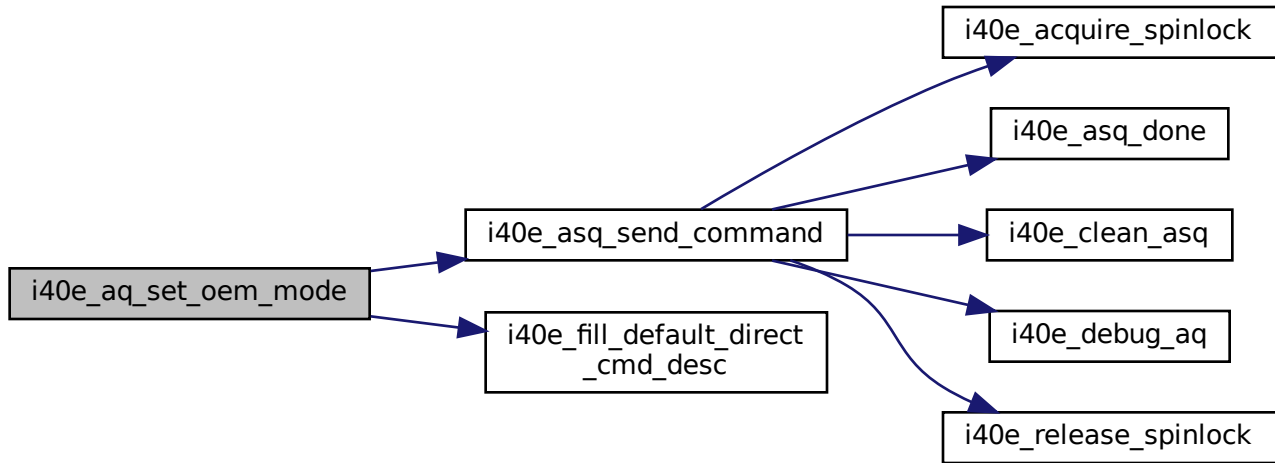 i40e_acquire_spinlock
i40e_asq_done
i40e_asq_send_command
i40e_clean_asq
i40e_aq_set_oem_mode
i40e_fill_default_direct
_cmd_desc
i40e_debug_aq
i40e_release_spinlock